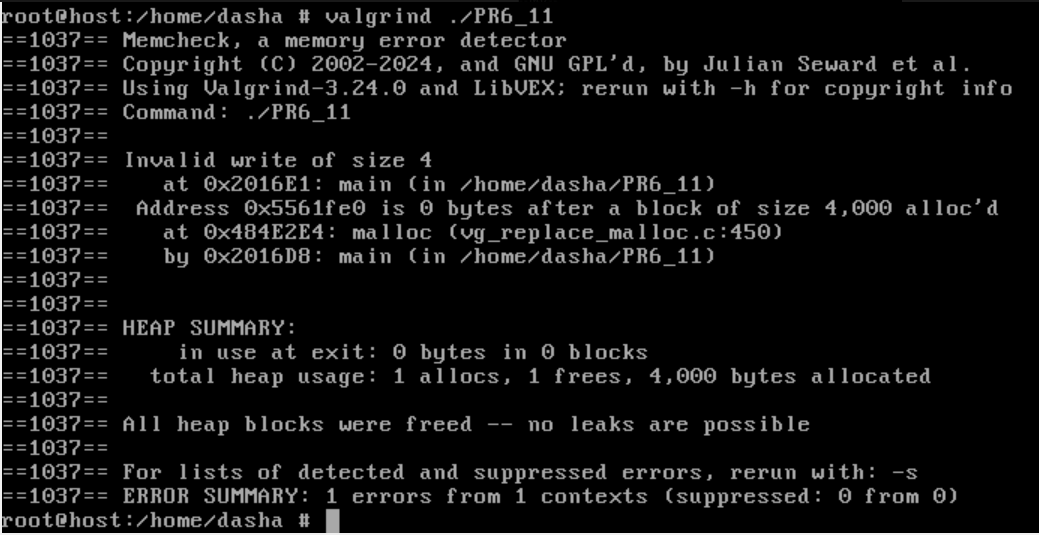 root@host:/home/dasha # valgrind ./PR6_11
==1037== Memcheck, a memory error detector
==1037== Copyright (C) 2002-2024, and GNU GPL'd, by Julian Seward et al.
==1037== Using Valgrind-3.24.0 and LibVEX; rerun with -h for copyright info
==1037== Command: ./PR6_11
==1037==
==1037== Invalid write of size 4
==1037==    at 0x2016E1: main (in /home/dasha/PR6_11)
==1037==  Address 0x5561fe0 is 0 bytes after a block of size 4,000 alloc'd
==1037==    at 0x484E2E4: malloc (vg_replace_malloc.c:450)
==1037==    by 0x2016D8: main (in /home/dasha/PR6_11)
==1037==
==1037==
==1037== HEAP SUMMARY:
==1037==     in use at exit: 0 bytes in 0 blocks
==1037==   total heap usage: 1 allocs, 1 frees, 4,000 bytes allocated
==1037==
==1037== All heap blocks were freed -- no leaks are possible
==1037==
==1037== For lists of detected and suppressed errors, rerun with: -s
==1037== ERROR SUMMARY: 1 errors from 1 contexts (suppressed: 0 from 0)
root@host:/home/dasha #